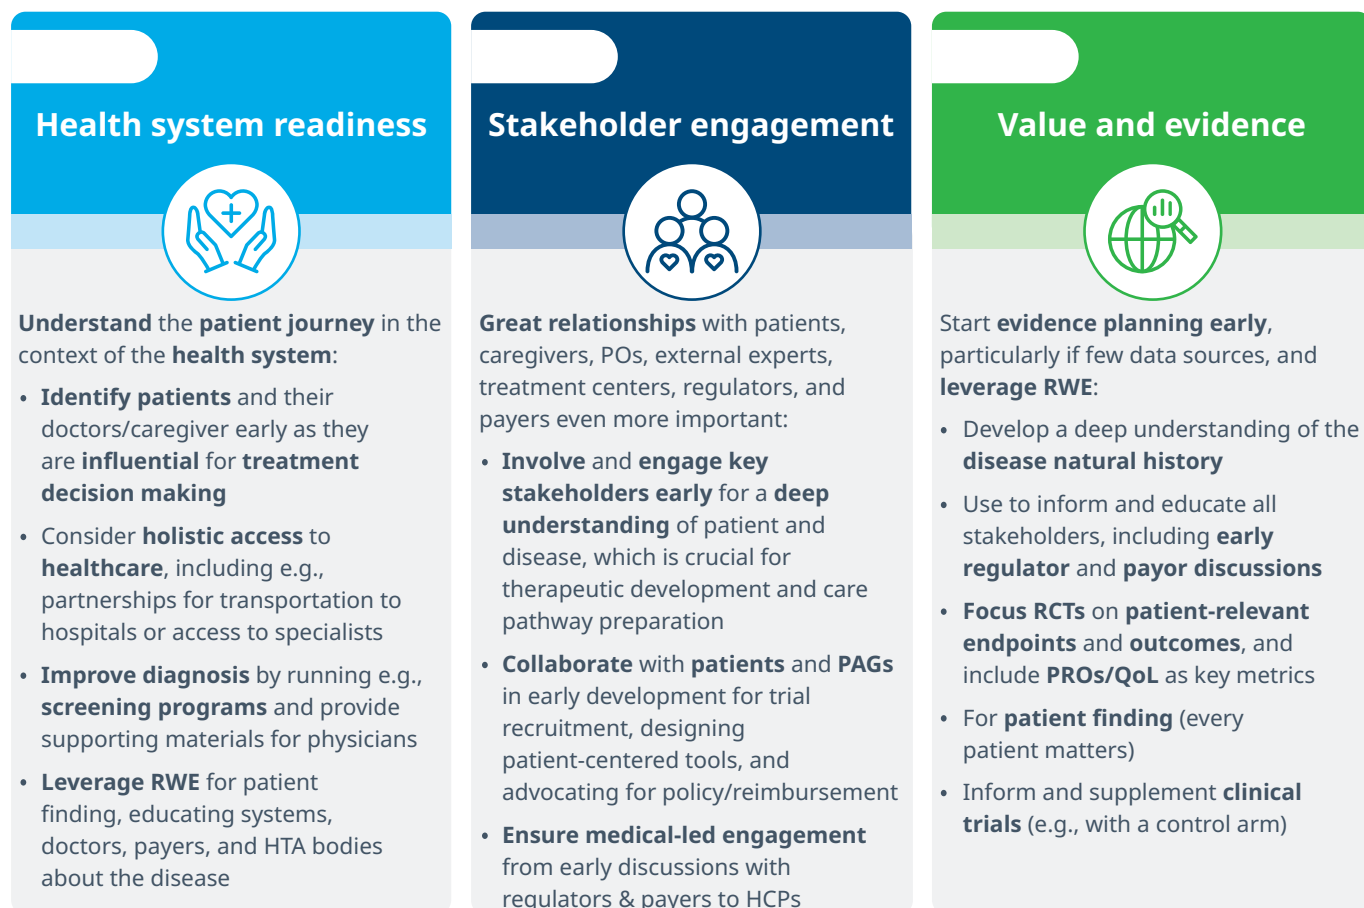 Health system readiness
Understand the patient journey in the
context of the health system:
• Identify patients and their
doctors/caregiver early as they
are influential for treatment
decision making
• Consider holistic access to
healthcare, including e.g.,
partnerships for transportation to
hospitals or access to specialists
• Improve diagnosis by running e.g.,
screening programs and provide
supporting materials for physicians
• Leverage RWE for patient
finding, educating systems,
doctors, payers, and HTA bodies
about the disease
Stakeholder engagement
Great relationships with patients,
caregivers, POs, external experts,
treatment centers, regulators, and
payers even more important:
• Involve and engage key
stakeholders early for a deep
understanding of patient and
disease, which is crucial for
therapeutic development and care
pathway preparation
• Collaborate with patients and PAGs
in early development for trial
recruitment, designing
patient-centered tools, and
advocating for policy/reimbursement
• Ensure medical-led engagement
from early discussions with
regulators & payers to HCPs
Value and evidence
Start evidence planning early,
particularly if few data sources, and
leverage RWE:
• Develop a deep understanding of the
disease natural history
• Use to inform and educate all
stakeholders, including early
regulator and payor discussions
• Focus RCTs on patient-relevant
endpoints and outcomes, and
include PROs/QoL as key metrics
• For patient finding (every
patient matters)
• Inform and supplement clinical
trials (e.g., with a control arm)